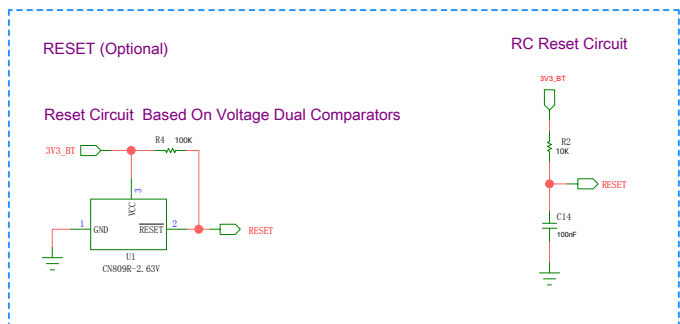 RESET (Optional)
RC Reset Circuit
3V3_BT
Reset Circuit Based On Voltage Dual Comparators
R4 100K
3V3_BT
R2
10K
RESET
3
VCC
1 GND RESET 2
RESET
C14
100nF
U1
CN809R-2.63V